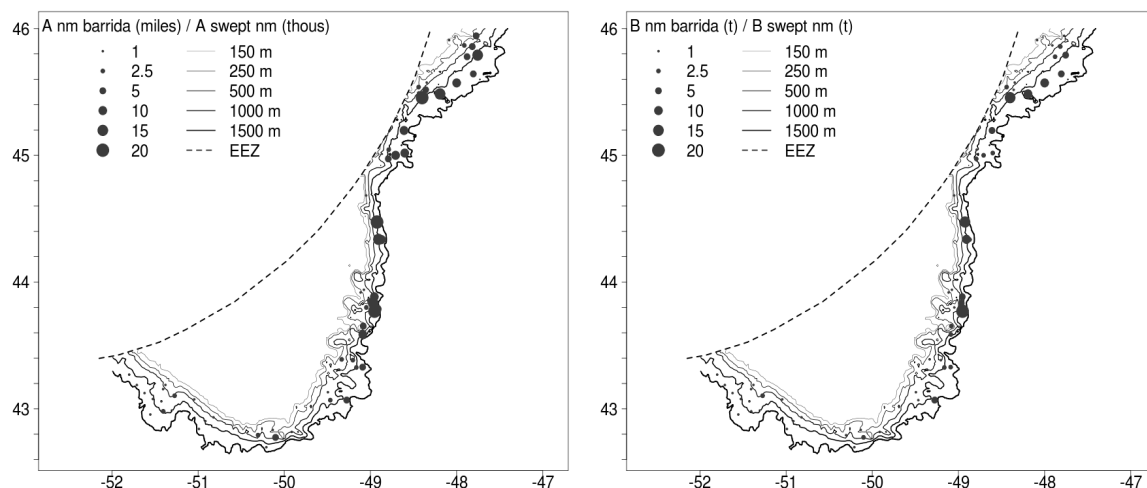 A nm barrida (miles) / A swept nm (thous)
1 150 m
2.5 250 m
5 500 m
10 1000 m
15 1500 m
20 EEZ
46
45
44
43
-52 -51 -50 -49 -48 -47
B nm barrida (t) / B swept nm (t)
1 150 m
2.5 250 m
5 500 m
10 1000 m
15 1500 m
20 EEZ
46
45
44
43
-52 -51 -50 -49 -48 -47